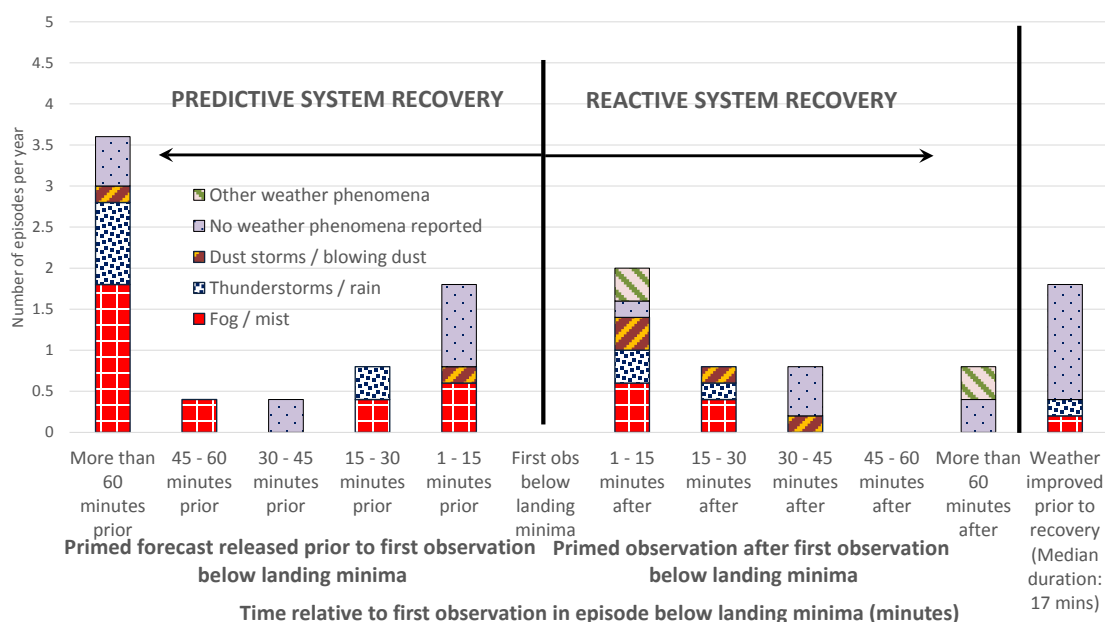 Number of episodes per year
5
4.5
4
3.5
3
2.5
2
1.5
1
0.5
0
PREDICTIVE SYSTEM RECOVERY
REACTIVE SYSTEM RECOVERY
Other weather phenomena
No weather phenomena reported
Dust storms / blowing dust
Thunderstorms / rain
Fog / mist
More than
60
minutes
prior
45 - 60
minutes
prior
30 - 45
minutes
prior
15 - 30
minutes
prior
1 - 15
minutes
prior
First obs
below
landing
minima
1 - 15
minutes
after
15 - 30
minutes
after
30 - 45
minutes
after
45 - 60
minutes
after
More than
60
minutes
after
Weather
improved
prior to
recovery
(Median
duration:
17 mins)
Primed forecast released prior to first observation
below landing minima
Primed observation after first observation
below landing minima
Time relative to first observation in episode below landing minima (minutes)